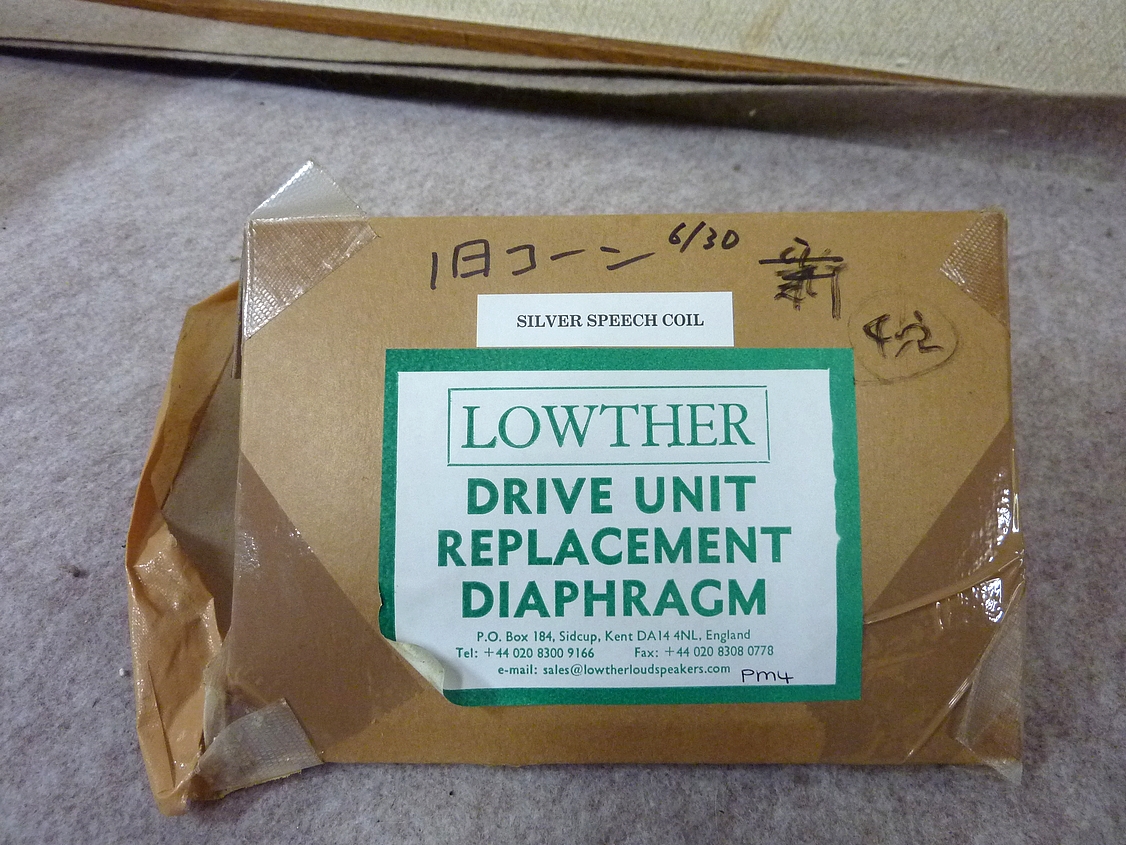 旧コーン 6/30
SILVER SPEECH COIL
LOWTHER
DRIVE UNIT
REPLACEMENT
DIAPHRAGM
P.O. Box 184, Sidcup, Kent DA14 4NL, England
Tel: +44 020 8300 9166 Fax: +44 020 8308 0778
e-mail: sales@lowtherloudspeakers.com PM4